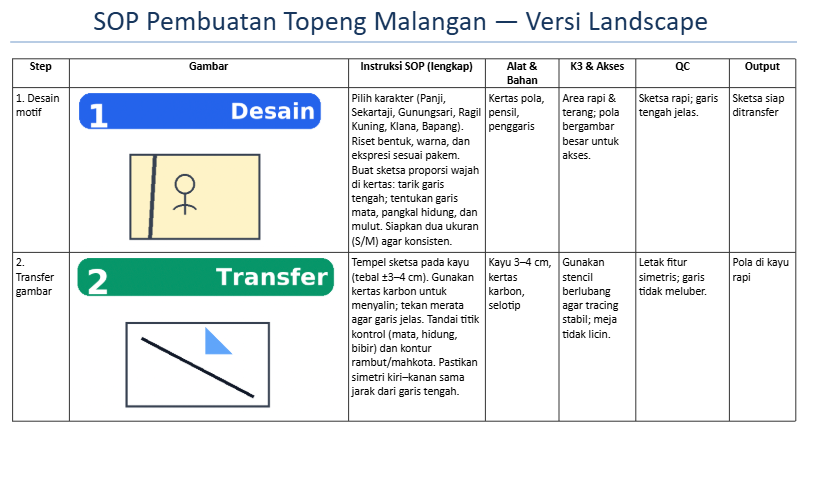 SOP Pembuatan Topeng Malangan — Versi Landscape
Step
Gambar
Instruksi SOP (lengkap)
Alat &
Bahan
K3 & Akses
QC
Output
1. Desain
motif
1
Desain
Pilih karakter (Panji,
Sekartaji, Gunungsari, Ragil
Kuning, Klana, Bapang).
Riset bentuk, warna, dan
ekspresi sesuai pakem.
Buat sketsa proporsi wajah
di kertas: tarik garis
tengah; tentukan garis
mata, pangkal hidung, dan
mulut. Siapkan dua ukuran
(S/M) agar konsisten.
Kertas pola,
pensil,
penggaris
Area rapi &
terang; pola
bergambar
besar untuk
akses.
Sketsa rapi; garis
tengah jelas.
Sketsa siap
ditransfer
2.
Transfer
gambar
2
Transfer
Tempel sketsa pada kayu
(tebal ±3–4 cm). Gunakan
kertas karbon untuk
menyalin; tekan merata
agar garis jelas. Tandai titik
kontrol (mata, hidung,
bibir) dan kontur
rambut/mahkota. Pastikan
simetri kiri–kanan sama
jarak dari garis tengah.
Kayu 3–4 cm,
kertas
karbon,
selotip
Gunakan
stencil
berlubang
agar tracing
stabil; meja
tidak licin.
Letak fitur
simetris; garis
tidak meluber.
Pola di kayu
rapi